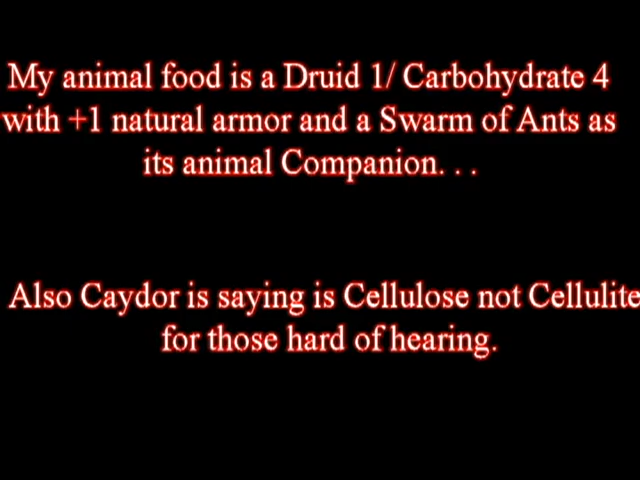 My animal food is a Druid 1/ Carbohydrate 4
with +1 natural armor and a Swarm of Ants as
its animal Companion. . .
Also Caydor is saying is Cellulose not Cellulite
for those hard of hearing.